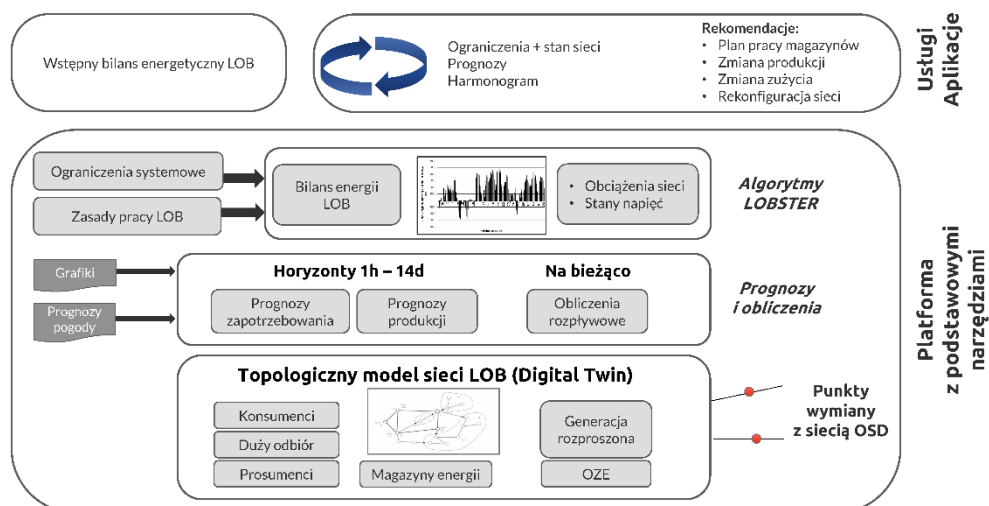 Wstępny bilans energetyczny LOB
Ograniczenia + stan sieci
Prognozy
Harmonogram
Rekomendacje:
• Plan pracy magazynów
• Zmiana produkcji
• Zmiana zużycia
• Rekonfiguracja sieci
Usługi
Aplikacje
Ograniczenia systemowe
Zasady pracy LOB
Bilans energii
LOB
• Obciążenia sieci
• Stany napięć
Algorytmy
LOBSTER
Grafiki
Prognozy
pogody
Horyzonty 1h – 14d
Prognozy
zapotrzebowania
Prognozy
produkcji
Na bieżąco
Obliczenia
rozpływowe
Prognozy
i obliczenia
Topologiczny model sieci LOB (Digital Twin)
Konsumenci
Duży odbiór
Prosumenci
Magazyny energii
Generacja
rozproszona
OZE
Punkty
wymiany
z siecią OSD
Platforma
z podstawowymi
narzędziami